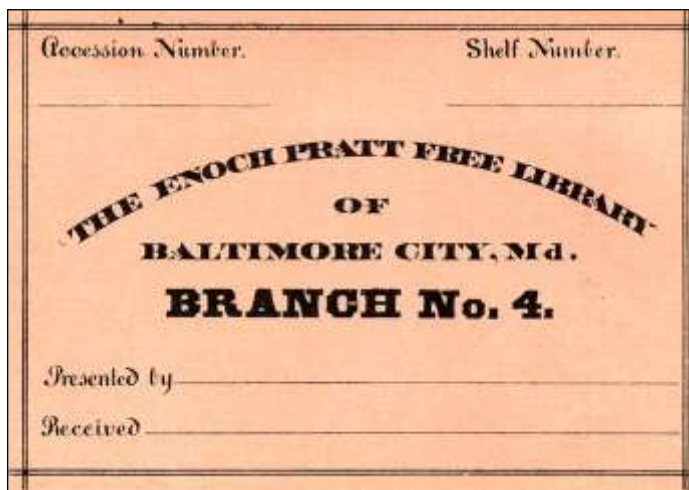 Accession Number. Shelf Number.
THE ENOCH PRATT FREE LIBRARY
OF
BALTIMORE CITY, Md.
BRANCH No. 4.
Presented by
Received